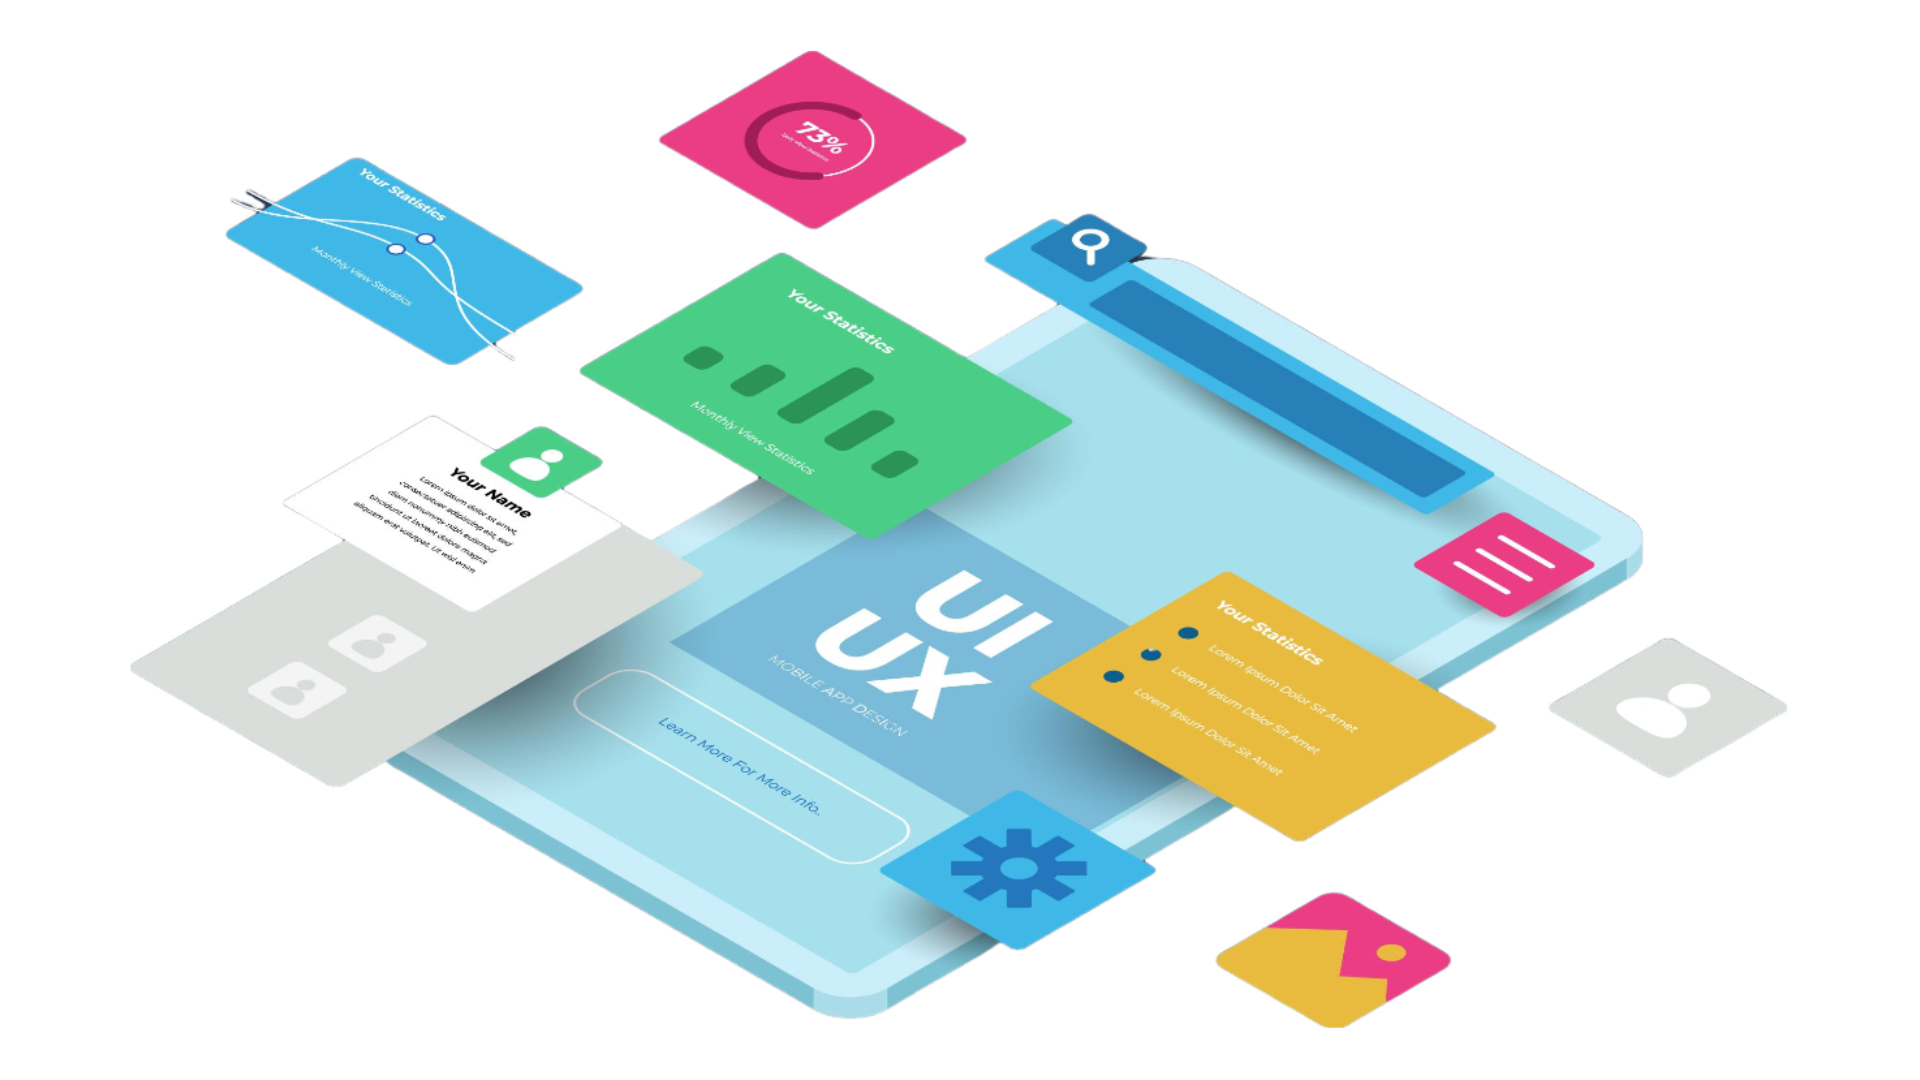 73%
Daily View Statistics
Your Statistics
Monthly View Statistics
Your Statistics
Monthly View Statistics
Your Name
Lorem ipsum dolor sit amet,
consectetuer adipiscing elit, sed
diam nonummy nibh euismod
tincidunt ut laoreet dolore magna
aliquam erat volutpat. Ut wisi enim
UI
UX
MOBILE APP DESIGN
Learn More For More Info..
Your Statistics
Lorem Ipsum Dolor Sit Amet
Lorem Ipsum Dolor Sit Amet
Lorem Ipsum Dolor Sit Amet